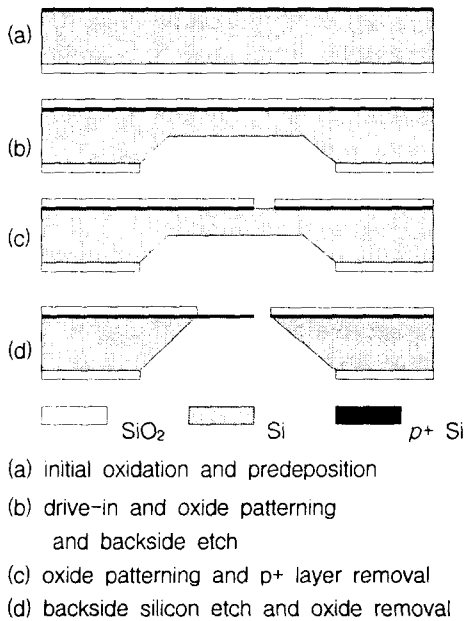 (a)
(b)
(c)
(d)
SiO₂ Si p+ Si
(a) initial oxidation and predeposition
(b) drive-in and oxide patterning
and backside etch
(c) oxide patterning and p+ layer removal
(d) backside silicon etch and oxide removal